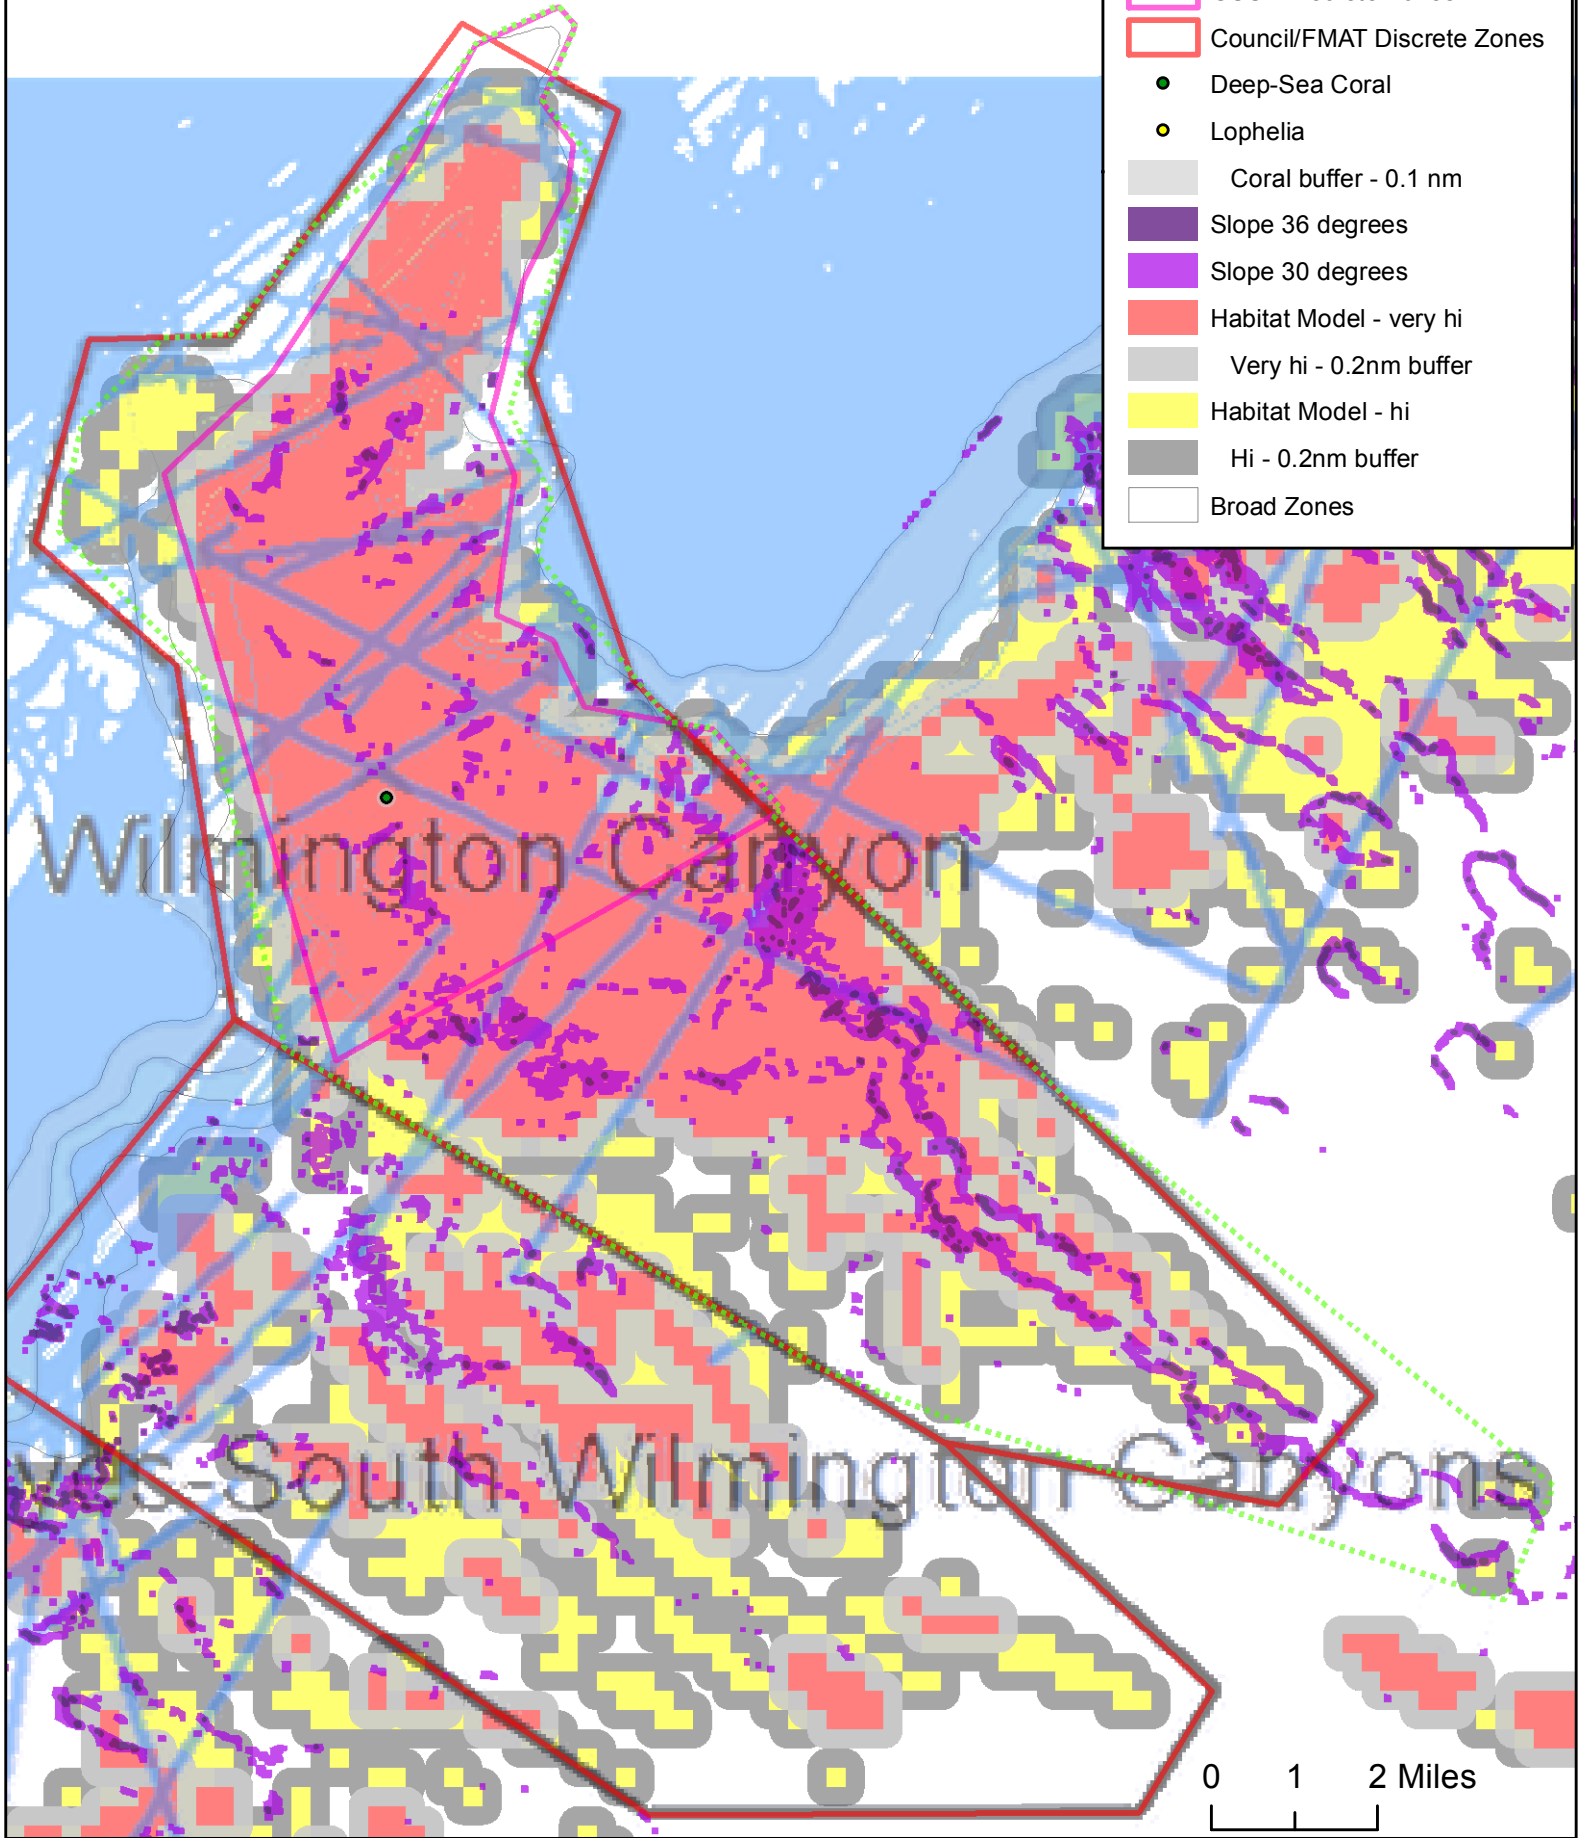 Council/FMAT Discrete Zones
Deep-Sea Coral
Lophelia
Coral buffer - 0.1 nm
Slope 36 degrees
Slope 30 degrees
Habitat Model - very hi
Very hi - 0.2nm buffer
Habitat Model - hi
Hi - 0.2nm buffer
Broad Zones
Wilmington Canyon
South Wilmington Canyons
0 1 2 Miles